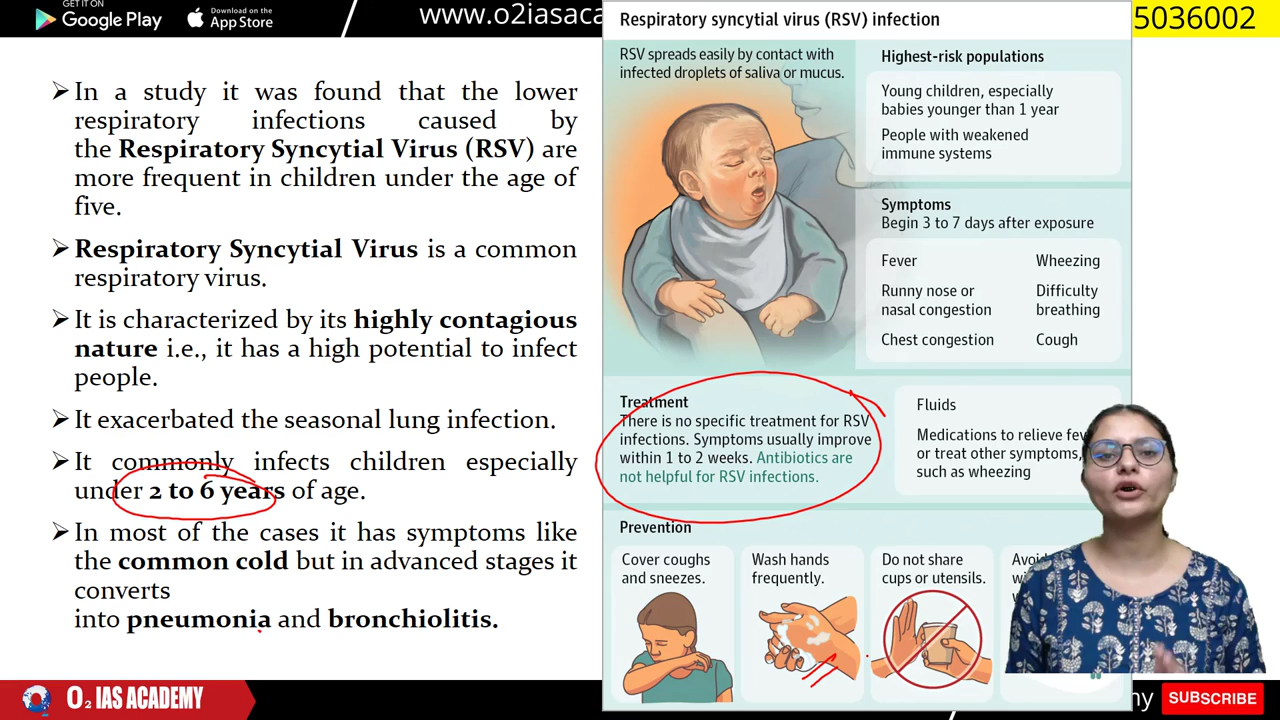 GET IT ON
Google Play
Download on the
App Store
www.o2iasaca
5036002
In a study it was found that the lower
respiratory infections caused by
the Respiratory Syncytial Virus (RSV) are
more frequent in children under the age of
five.
Respiratory Syncytial Virus is a common
respiratory virus.
It is characterized by its highly contagious
nature i.e., it has a high potential to infect
people.
It exacerbated the seasonal lung infection.
It commonly infects children especially
under 2 to 6 years of age.
In most of the cases it has symptoms like
the common cold but in advanced stages it
converts
into pneumonia and bronchiolitis.
Respiratory syncytial virus (RSV) infection
RSV spreads easily by contact with
infected droplets of saliva or mucus.
Highest-risk populations
Young children, especially
babies younger than 1 year
People with weakened
immune systems
Symptoms
Begin 3 to 7 days after exposure
Fever
Wheezing
Runny nose or
nasal congestion
Difficulty
breathing
Chest congestion
Cough
Treatment
There is no specific treatment for RSV
infections. Symptoms usually improve
within 1 to 2 weeks. Antibiotics are
not helpful for RSV infections.
Fluids
Medications to relieve fev
or treat other symptoms,
such as wheezing
Prevention
Cover coughs
and sneezes.
Wash hands
frequently.
Do not share
cups or utensils.
Avoid
O2 IAS ACADEMY
my
SUBSCRIBE